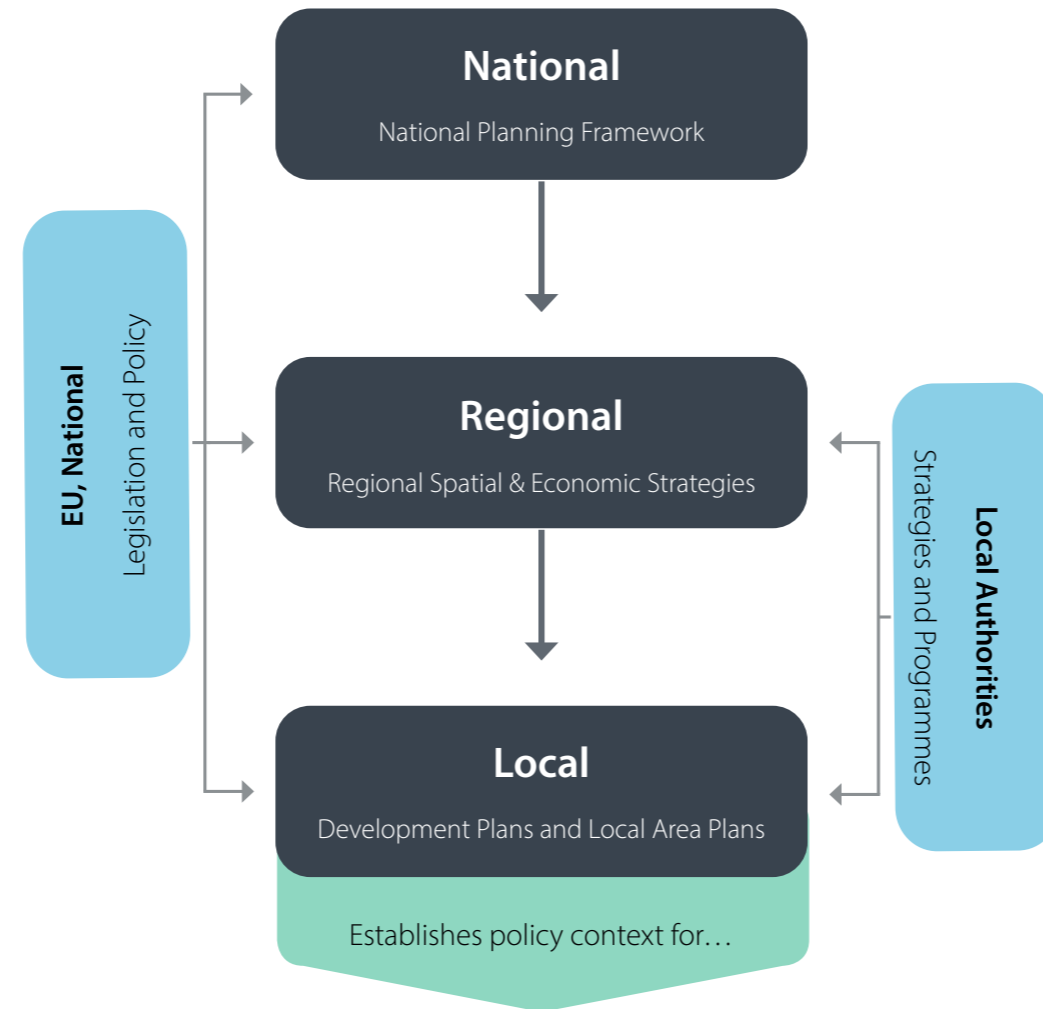 National
National Planning Framework
EU, National
Legislation and Policy
Regional
Regional Spatial & Economic Strategies
Local Authorities
Strategies and Programmes
Local
Development Plans and Local Area Plans
Establishes policy context for…